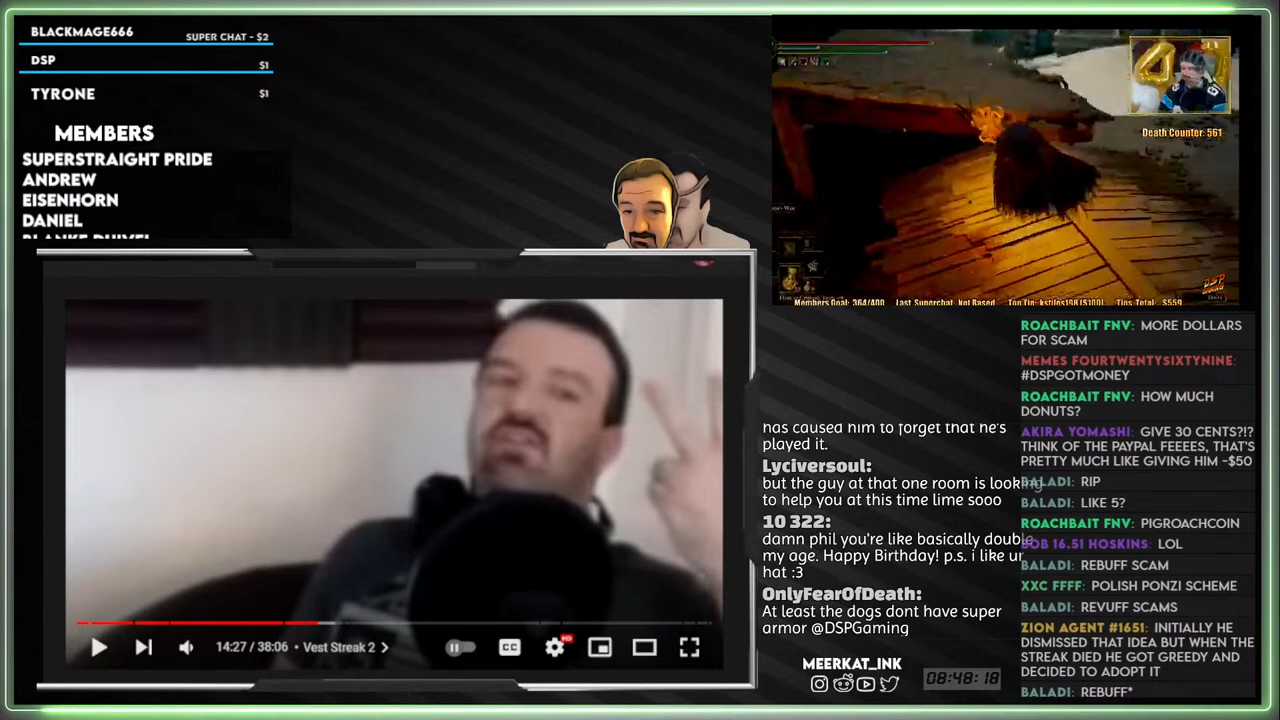 BLACKMAGE666
SUPER CHAT - $2
DSP
$1
TYRONE
$1
MEMBERS
SUPERSTRAIGHT PRIDE
ANDREW
EISENHORN
DANIEL
Death Counter: 561
Members Goal: 364/400 Last Superchat: Not Based Top Tip: kstiles198 ($100) Tips Total: $559
14:27 / 38:06 • Vest Streak 2 >
CC
HD
has caused him to forget that he's
played it.
Lyciversoul:
but the guy at that one room is looking
to help you at this time lime sooo
10 322:
damn phil you're like basically double
my age. Happy Birthday! p.s. i like ur
hat :3
OnlyFearOfDeath:
At least the dogs dont have super
armor @DSPGaming
MEERKAT_INK
08:48:18
ROACHBAIT FNV: MORE DOLLARS
FOR SCAM
MEMES FOURTWENTYSIXTYNINE:
#DSPGOTMONEY
ROACHBAIT FNV: HOW MUCH
DONUTS?
AKIRA YOMASHI: GIVE 30 CENTS?!?
THINK OF THE PAYPAL FEEEES, THAT'S
PRETTY MUCH LIKE GIVING HIM -$50
BALADI: RIP
BALADI: LIKE 5?
ROACHBAIT FNV: PIGROACHCOIN
BOB 16.51 HOSKINS: LOL
BALADI: REBUFF SCAM
XXC FFFF: POLISH PONZI SCHEME
BALADI: REVUFF SCAMS
ZION AGENT #1651: INITIALLY HE
DISMISSED THAT IDEA BUT WHEN THE
STREAK DIED HE GOT GREEDY AND
DECIDED TO ADOPT IT
BALADI: REBUFF*